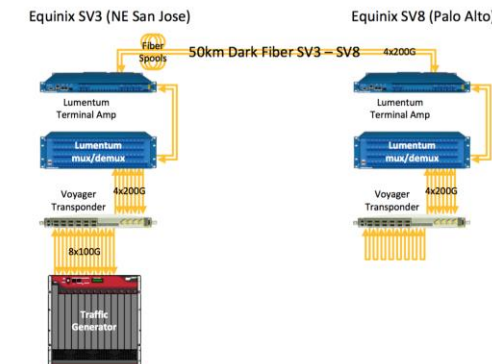 Equinix SV3 (NE San Jose)
Equinix SV8 (Palo Alto)
Fiber
Spools
50km Dark Fiber SV3 – SV8
4x200G
Lumentum
Terminal Amp
Lumentum
Terminal Amp
Lumentum
mux/demux
Lumentum
mux/demux
Voyager
Transponder
4x200G
Voyager
Transponder
4x200G
8x100G
Traffic
Generator